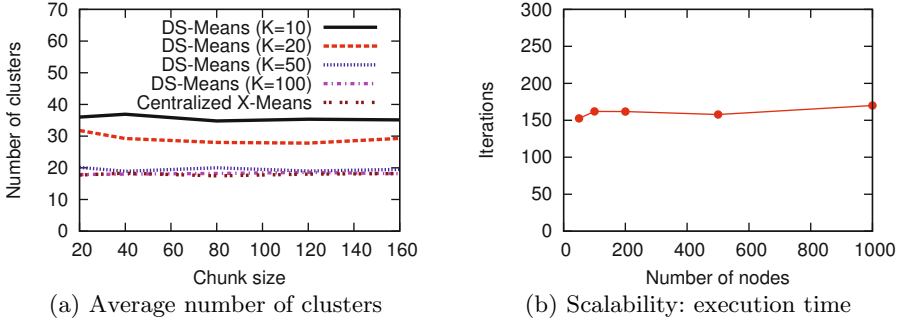 Number of clusters
70
60
50
40
30
20
10
0
DS-Means (K=10)
DS-Means (K=20)
DS-Means (K=50)
DS-Means (K=100)
Centralized X-Means
20 40 60 80 100 120 140 160
Chunk size
(a) Average number of clusters
Iterations
300
250
200
150
100
50
0
0 200 400 600 800 1000
Number of nodes
(b) Scalability: execution time